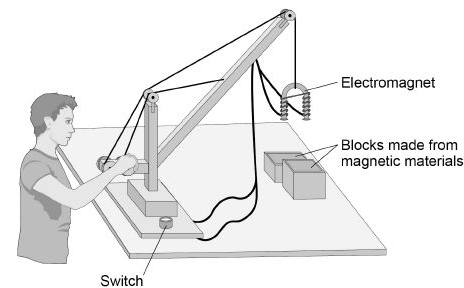 Electromagnet
Blocks made from
magnetic materials
Switch